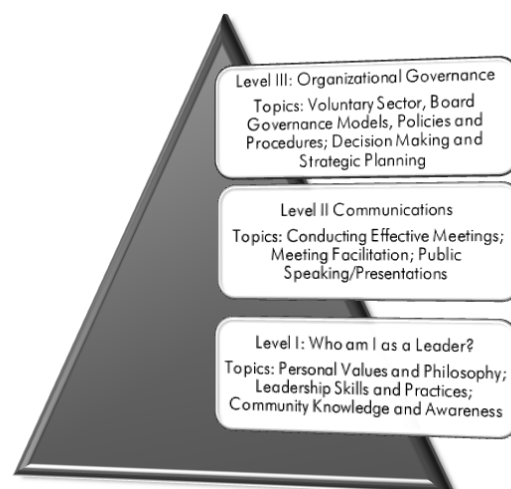 Level III: Organizational Governance
Topics: Voluntary Sector, Board
Governance Models, Policies and
Procedures; Decision Making and
Strategic Planning
Level II Communications
Topics: Conducting Effective Meetings;
Meeting Facilitation; Public
Speaking/Presentations
Level I: Who am I as a Leader?
Topics: Personal Values and Philosophy;
Leadership Skills and Practices;
Community Knowledge and Awareness